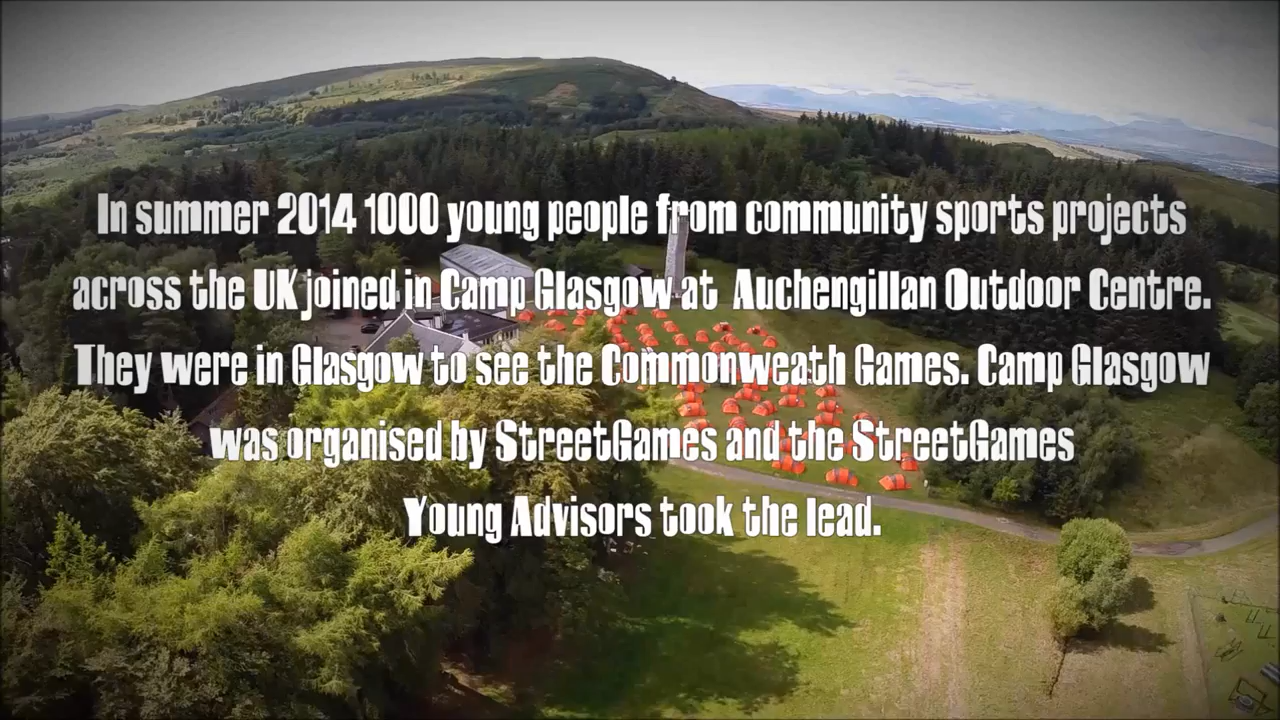 In summer 2014 1000 young people from community sports projects
across the UK joined in Camp Glasgow at Auchengillan Outdoor Centre.
They were in Glasgow to see the Commonweath Games. Camp Glasgow
was organised by StreetGames and the StreetGames
Young Advisors took the lead.